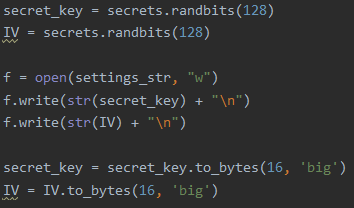 secret_key = secrets.randbits(128)
IV = secrets.randbits(128)
f = open(settings_str, "w")
f.write(str(secret_key) + "\n")
f.write(str(IV) + "\n")
secret_key = secret_key.to_bytes(16, 'big')
IV = IV.to_bytes(16, 'big')